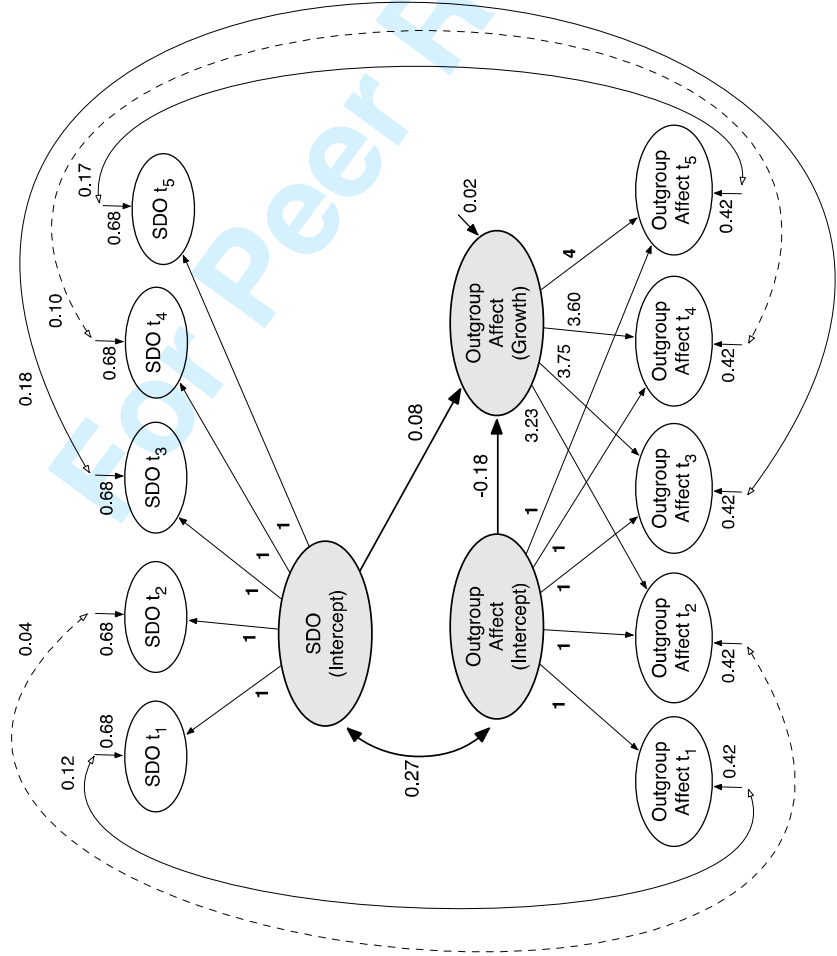 0.04
0.18
0.10
0.12
0.17
0.68
0.68
0.68
0.68
0.68
SDO t1
SDO t2
SDO t3
SDO t4
SDO t5
1
1
1
1
1
SDO
(Intercept)
0.27
0.08
0.02
Outgroup
Affect
(Intercept)
-0.18
Outgroup
Affect
(Growth)
1
1
1
1
1
3.23
3.75
3.60
4
Outgroup
Affect t1
Outgroup
Affect t2
Outgroup
Affect t3
Outgroup
Affect t4
Outgroup
Affect t5
0.42
0.42
0.42
0.42
0.42
For Peer R